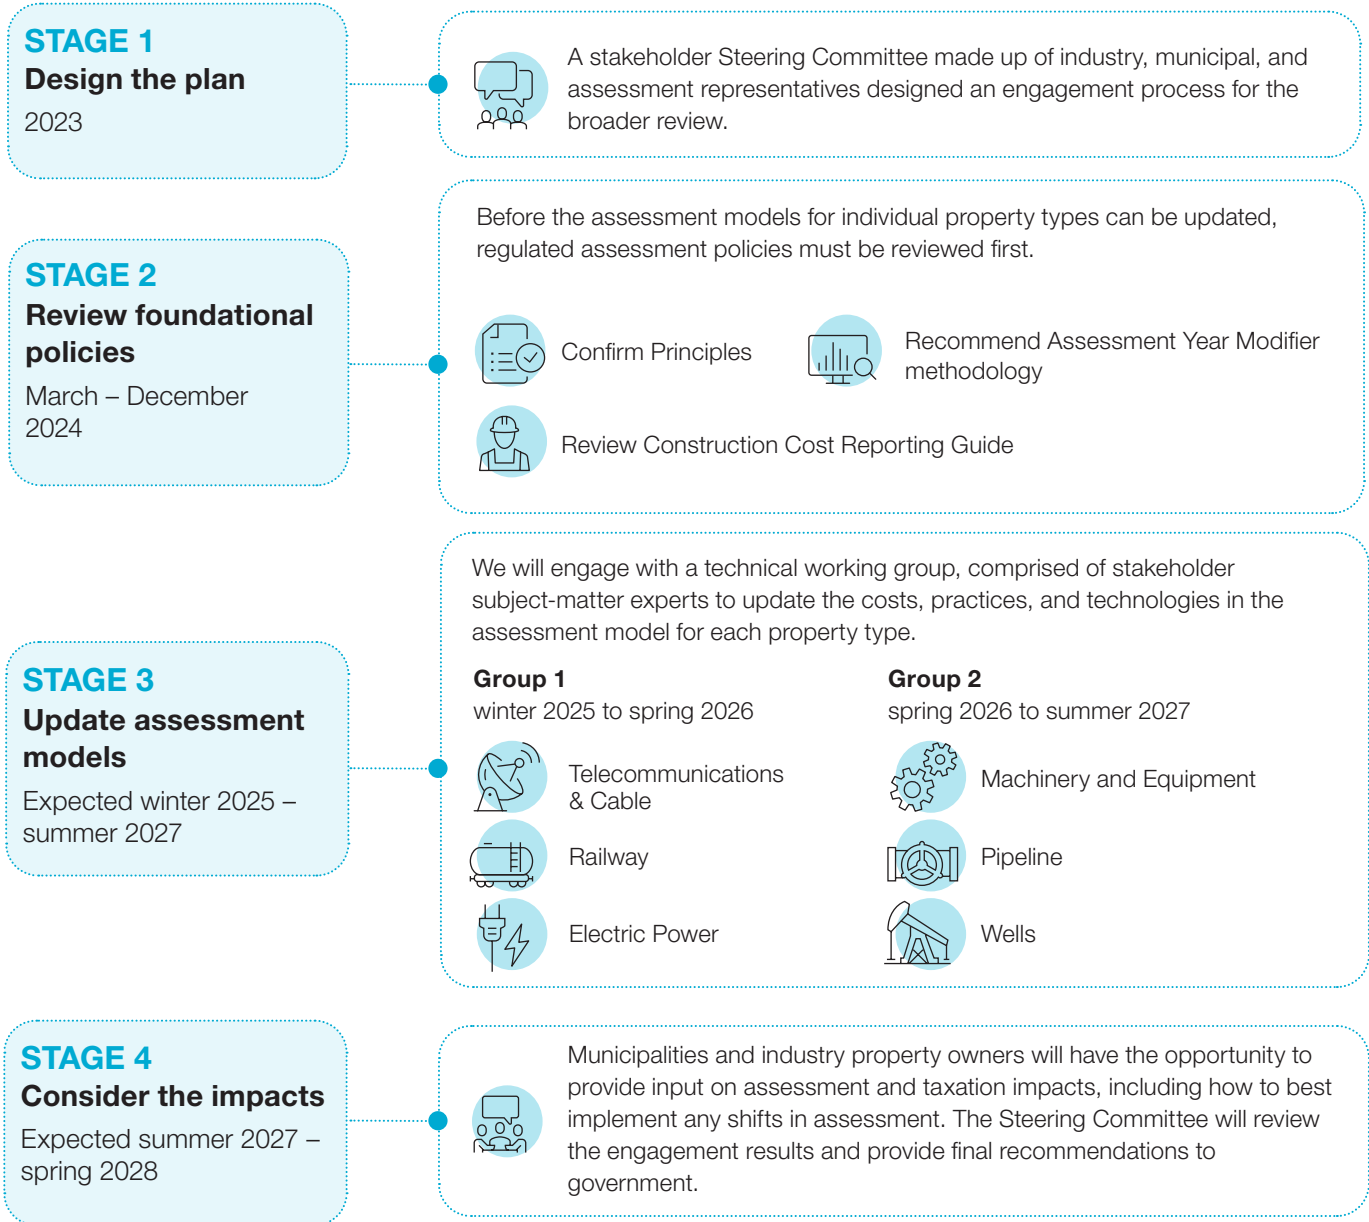 STAGE 1
Design the plan
2023
A stakeholder Steering Committee made up of industry, municipal, and
assessment representatives designed an engagement process for the
broader review.
STAGE 2
Review foundational
policies
March – December
2024
Before the assessment models for individual property types can be updated,
regulated assessment policies must be reviewed first.
Confirm Principles
Recommend Assessment Year Modifier
methodology
Review Construction Cost Reporting Guide
STAGE 3
Update assessment
models
Expected winter 2025 –
summer 2027
We will engage with a technical working group, comprised of stakeholder
subject-matter experts to update the costs, practices, and technologies in the
assessment model for each property type.
Group 1
winter 2025 to spring 2026
Telecommunications
& Cable
Railway
Electric Power
Group 2
spring 2026 to summer 2027
Machinery and Equipment
Pipeline
Wells
STAGE 4
Consider the impacts
Expected summer 2027 –
spring 2028
Municipalities and industry property owners will have the opportunity to
provide input on assessment and taxation impacts, including how to best
implement any shifts in assessment. The Steering Committee will review
the engagement results and provide final recommendations to
government.